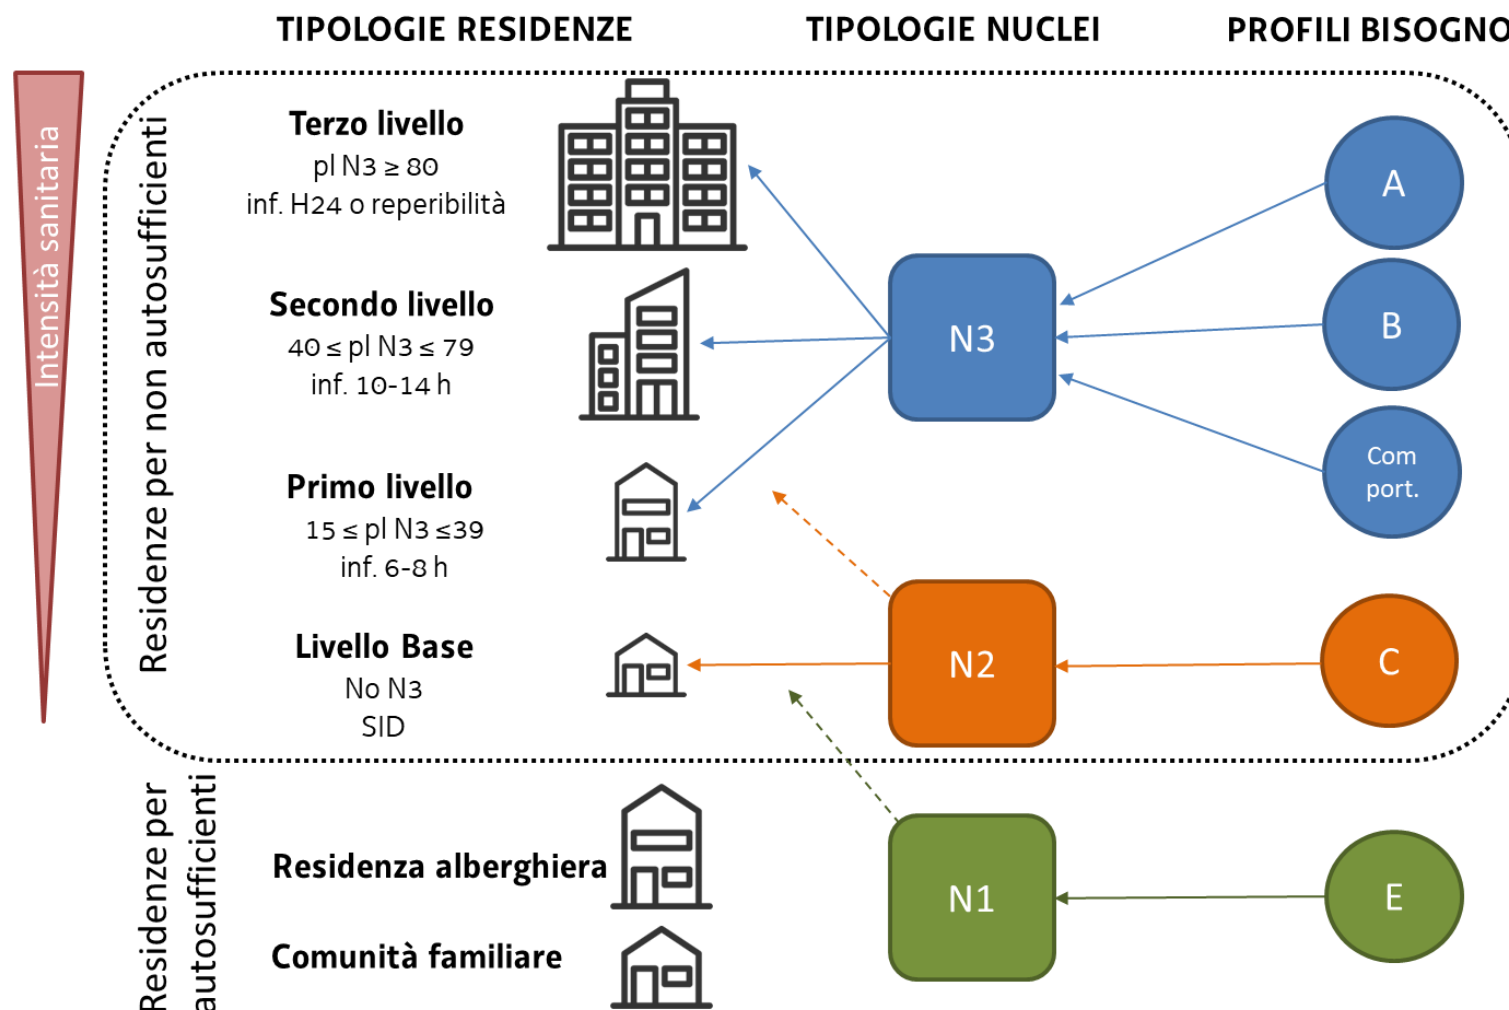 TIPOLOGIE RESIDENZE
TIPOLOGIE NUCLEI
PROFILI BISOGNO
Intensità sanitaria
Residenze per non autosufficienti
Terzo livello
pl N3 ≥ 80
inf. H24 o reperibilità
Secondo livello
40 ≤ pl N3 ≤ 79
inf. 10-14 h
Primo livello
15 ≤ pl N3 ≤39
inf. 6-8 h
Livello Base
No N3
SID
N3
N2
A
B
Com
port.
C
Residenze per
autosufficienti
Residenza alberghiera
Comunità familiare
N1
E